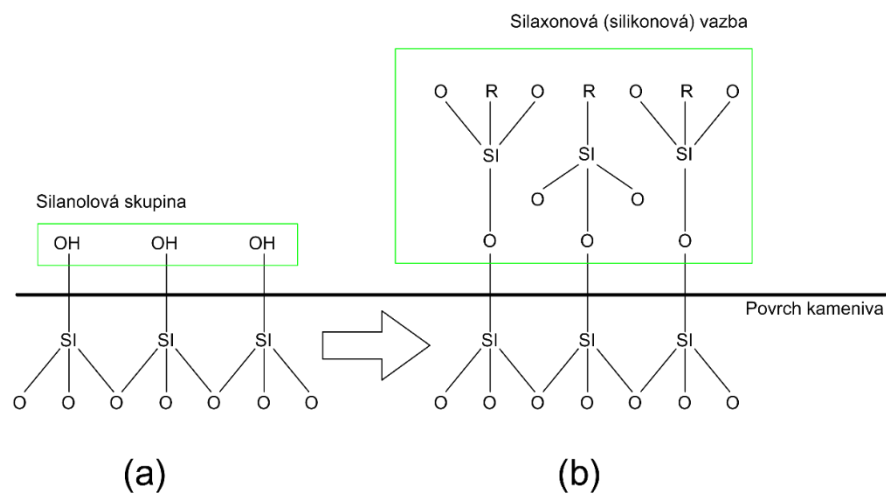 Silaxonová (silikonová) vazba
O R O R O R O
SI SI SI
O O
Silanolová skupina
OH OH OH
O O O
Povrch kameniva
SI SI SI
SI SI SI
O O O O O O O
O O O O O O O
(a)
(b)